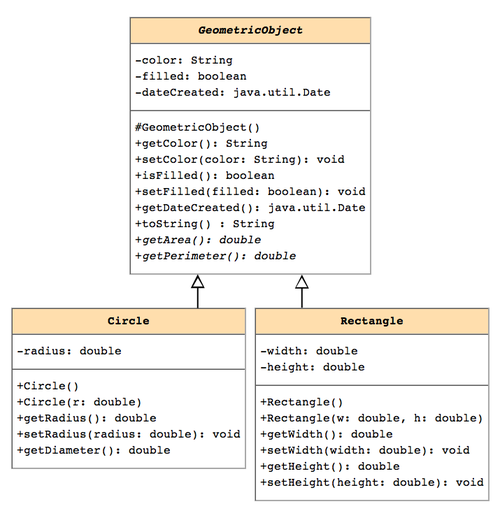 GeometricObject
-color: String
-filled: boolean
-dateCreated: java.util.Date
#GeometricObject()
+getColor(): String
+setColor(color: String): void
+isFilled(): boolean
+setFilled(filled: boolean): void
+getDateCreated(): java.util.Date
+toString() : String
+getArea(): double
+getPerimeter(): double
Circle
-radius: double
+Circle()
+Circle(r: double)
+getRadius(): double
+setRadius(radius: double): void
+getDiameter(): double
Rectangle
-width: double
-height: double
+Rectangle()
+Rectangle(w: double, h: double)
+getWidth(): double
+setWidth(width: double): void
+getHeight(): double
+setHeight(height: double): void